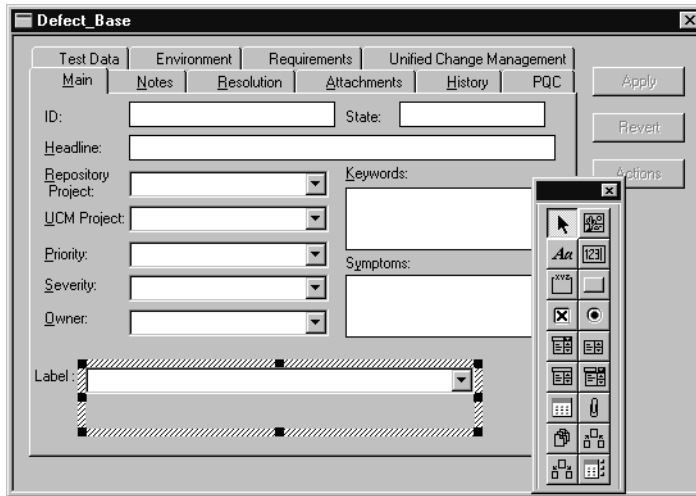 Defect_Base
Test Data Environment Requirements Unified Change Management
Main Notes Resolution Attachments History PQC
Apply
Revert
Actions
ID:
State:
Headline:
Repository
Project:
Keywords:
UCM Project:
Priority:
Symptoms:
Severity:
Owner:
Label :
Aa
123
XYZ